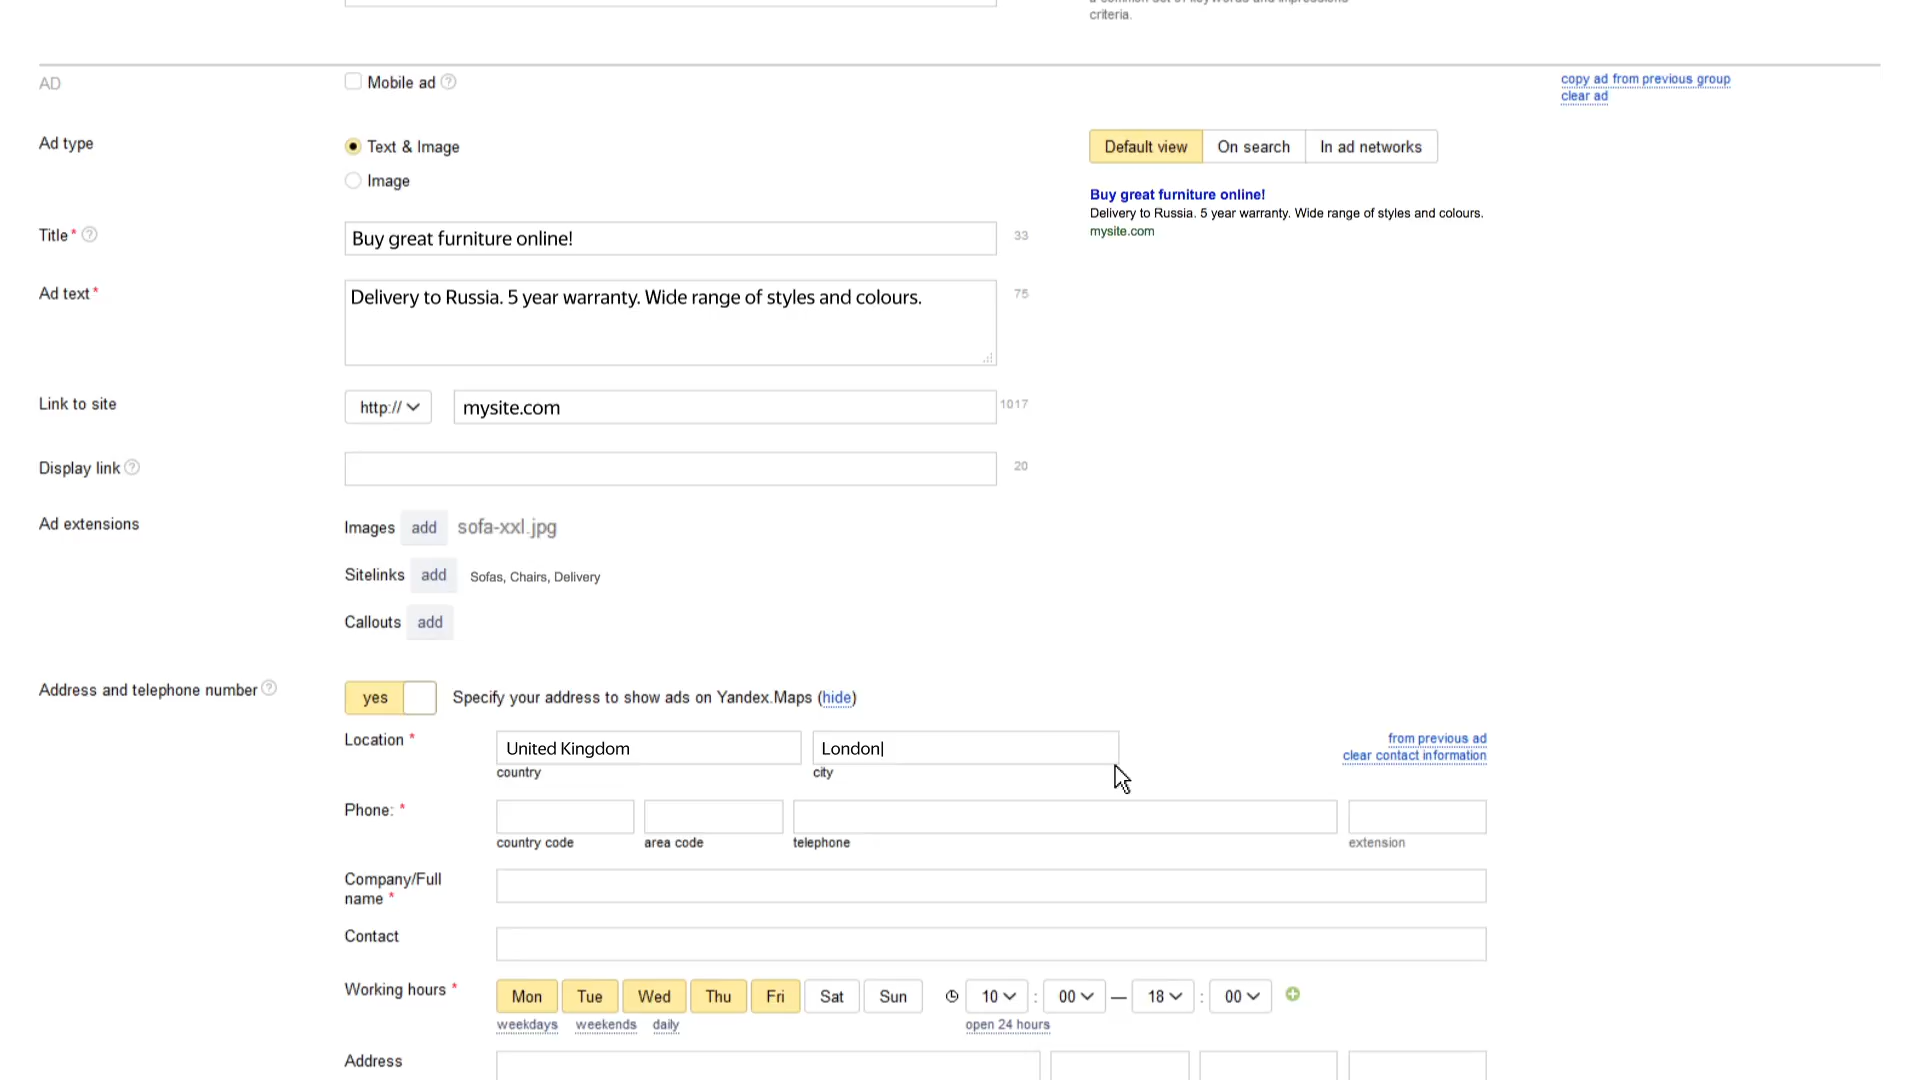 criteria.
AD
Mobile ad ?
copy ad from previous group
clear ad
Ad type
Text & Image
Image
Default view On search In ad networks
Buy great furniture online!
Delivery to Russia. 5 year warranty. Wide range of styles and colours.
mysite.com
Title * ?
Buy great furniture online!
33
Ad text *
Delivery to Russia. 5 year warranty. Wide range of styles and colours.
75
Link to site
http://
mysite.com
1017
Display link ?
20
Ad extensions
Images add sofa-xxl.jpg
Sitelinks add Sofas, Chairs, Delivery
Callouts add
Address and telephone number ?
yes
Specify your address to show ads on Yandex.Maps (hide)
Location *
United Kingdom
London
country
city
from previous ad
clear contact information
Phone: *
country code
area code
telephone
extension
Company/Full
name *
Contact
Working hours *
Mon Tue Wed Thu Fri Sat Sun
10 : 00 — 18 : 00
weekdays weekends daily
open 24 hours
Address